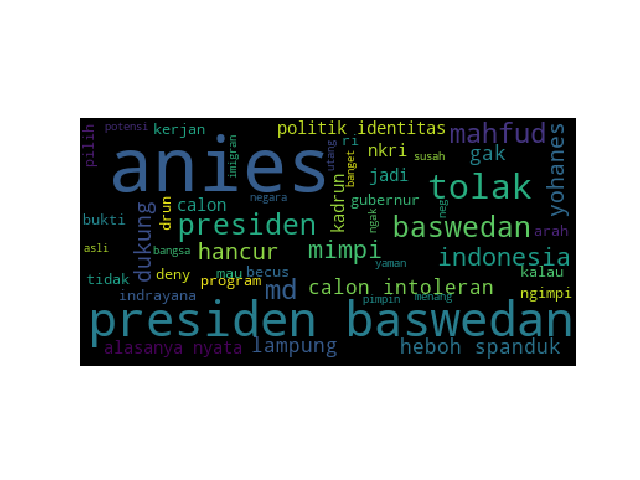 potensi kerjan politik identitas mahfud
pilih anies imigran utang ri banget nkri susah gak yohanes
negara kadrun jadi tolak
bukti dukung drun calon presiden gubernur ngak neg baswedan arah
asli bangsa hancur mimpi yaman indonesia
tidak deny mau becus program md calon intoleran kalau
indrayana pimpin menang ngimpi
presiden baswedan
alasanya nyata lampung heboh spanduk